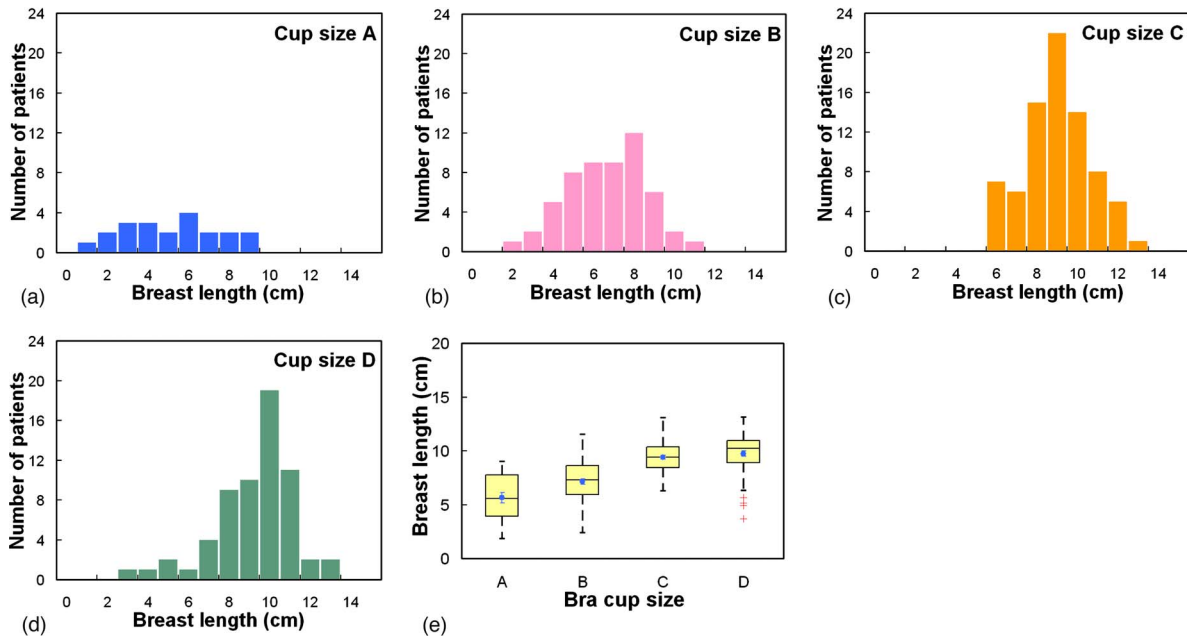 Cup size A
Number of patients
24
20
16
12
8
4
0
0 2 4 6 8 10 12 14
Breast length (cm)
(a)
Cup size B
Number of patients
24
20
16
12
8
4
0
0 2 4 6 8 10 12 14
Breast length (cm)
(b)
Cup size C
Number of patients
24
20
16
12
8
4
0
0 2 4 6 8 10 12 14
Breast length (cm)
(c)
Cup size D
Number of patients
24
20
16
12
8
4
0
0 2 4 6 8 10 12 14
Breast length (cm)
(d)
Breast length (cm)
20
15
10
5
0
A B C D
Bra cup size
(e)